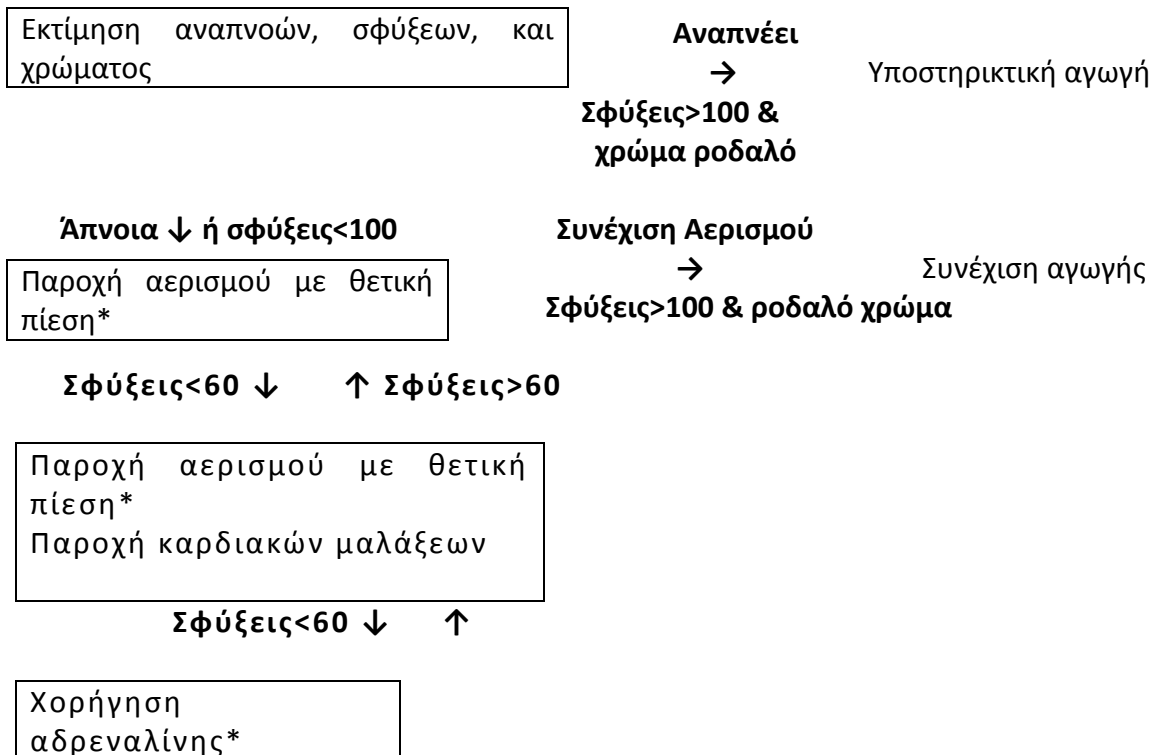 Εκτίμηση αναπνοών, σφύξεων, και
χρώματος
Αναπνέει
→ Υποστηρικτική αγωγή
Σφύξεις>100 &
χρώμα ροδαλό
Άπνοια ↓ ή σφύξεις<100
Συνέχιση Αερισμού
Παροχή αερισμού με θετική
πίεση*
→ Συνέχιση αγωγής
Σφύξεις>100 & ροδαλό χρώμα
Σφύξεις<60 ↓ ↑ Σφύξεις>60
Παροχή αερισμού με θετική
πίεση*
Παροχή καρδιακών μαλάξεων
Σφύξεις<60 ↓ ↑
Χορήγηση
αδρεναλίνης*